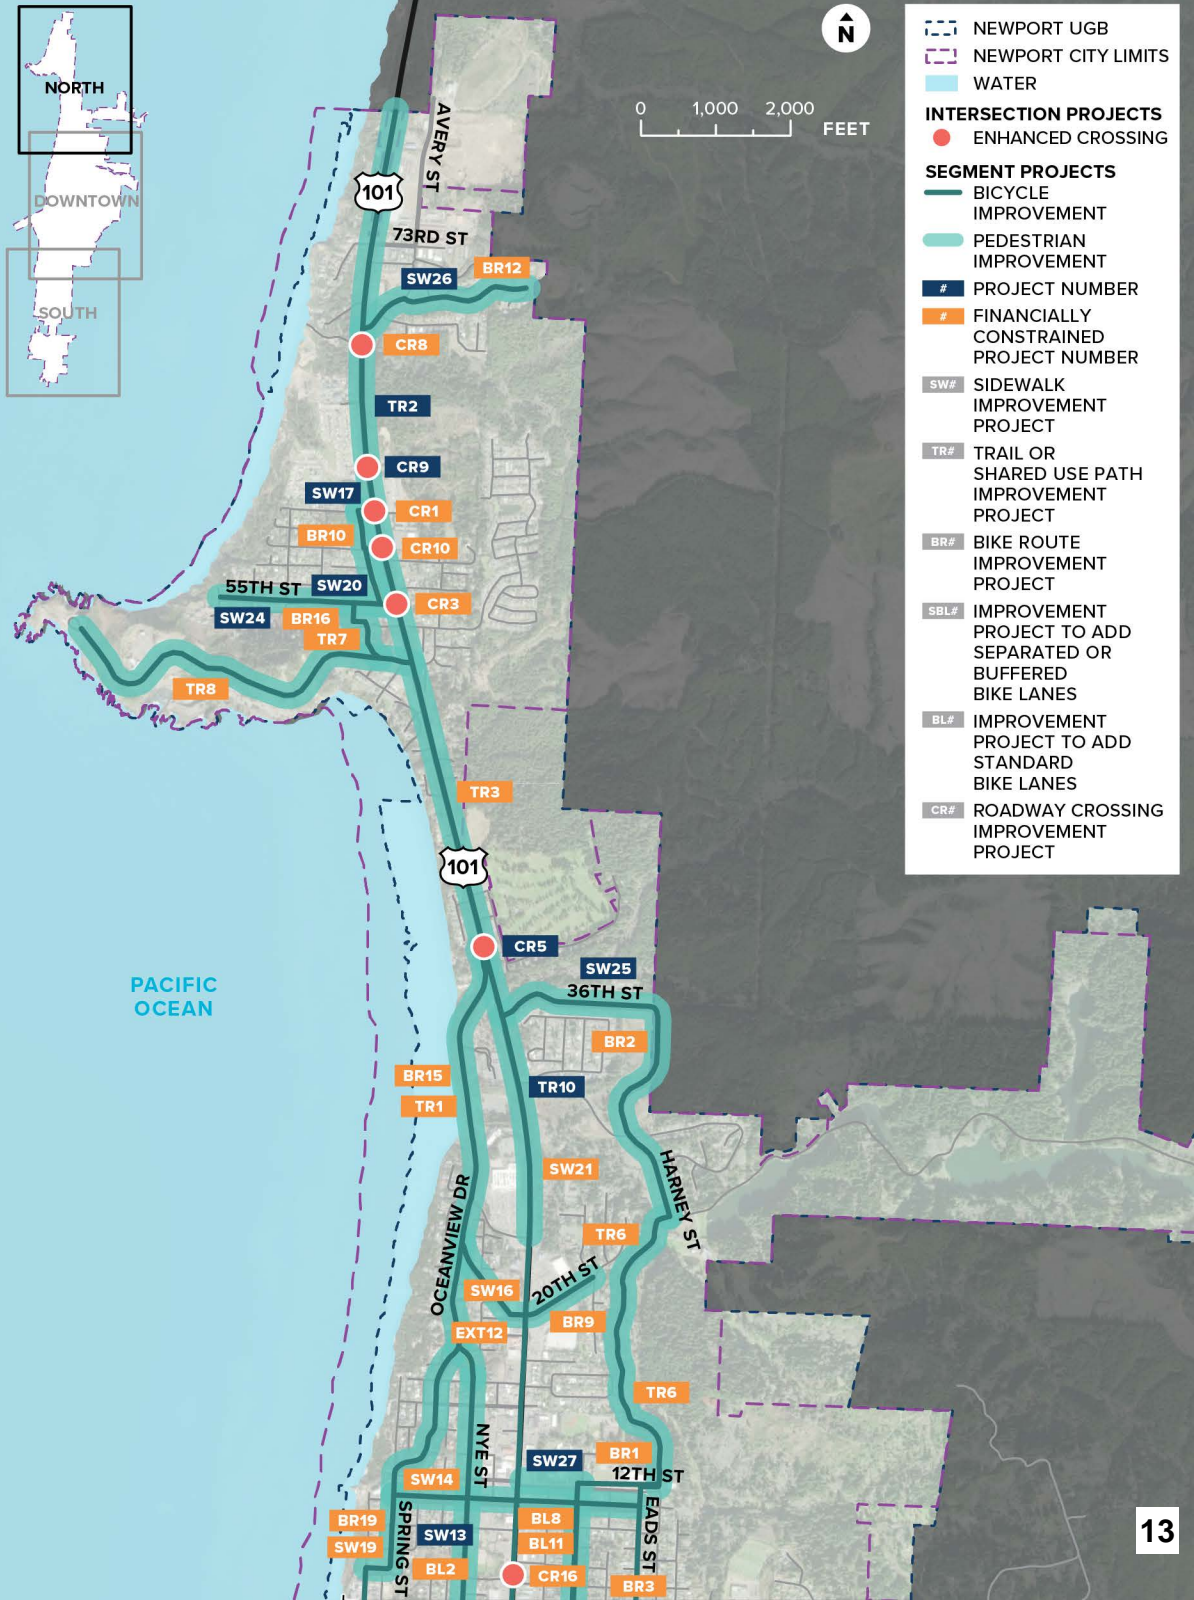 NORTH
DOWNTOWN
SOUTH
N
0 1,000 2,000
FEET
NEWPORT UGB
NEWPORT CITY LIMITS
WATER
INTERSECTION PROJECTS
ENHANCED CROSSING
SEGMENT PROJECTS
BICYCLE
IMPROVEMENT
PEDESTRIAN
IMPROVEMENT
# PROJECT NUMBER
# FINANCIALLY
CONSTRAINED
PROJECT NUMBER
SW# SIDEWALK
IMPROVEMENT
PROJECT
TR# TRAIL OR
SHARED USE PATH
IMPROVEMENT
PROJECT
BR# BIKE ROUTE
IMPROVEMENT
PROJECT
SBL# IMPROVEMENT
PROJECT TO ADD
SEPARATED OR
BUFFERED
BIKE LANES
BL# IMPROVEMENT
PROJECT TO ADD
STANDARD
BIKE LANES
CR# ROADWAY CROSSING
IMPROVEMENT
PROJECT
AVERY ST
101
73RD ST
BR12
SW26
CR8
TR2
CR9
SW17
CR1
BR10
CR10
55TH ST
SW20
CR3
SW24
BR16
TR7
TR8
TR3
101
CR5
SW25
36TH ST
PACIFIC
OCEAN
BR2
BR15
TR10
TR1
SW21
HARNEY ST
OCEANVIEW DR
TR6
20TH ST
SW16
BR9
EXT12
TR6
NYE ST
BR1
SW27
12TH ST
SW14
BR19
SPRING ST
BL8
EADS ST
SW13
BL11
SW19
BL2
CR16
BR3
13